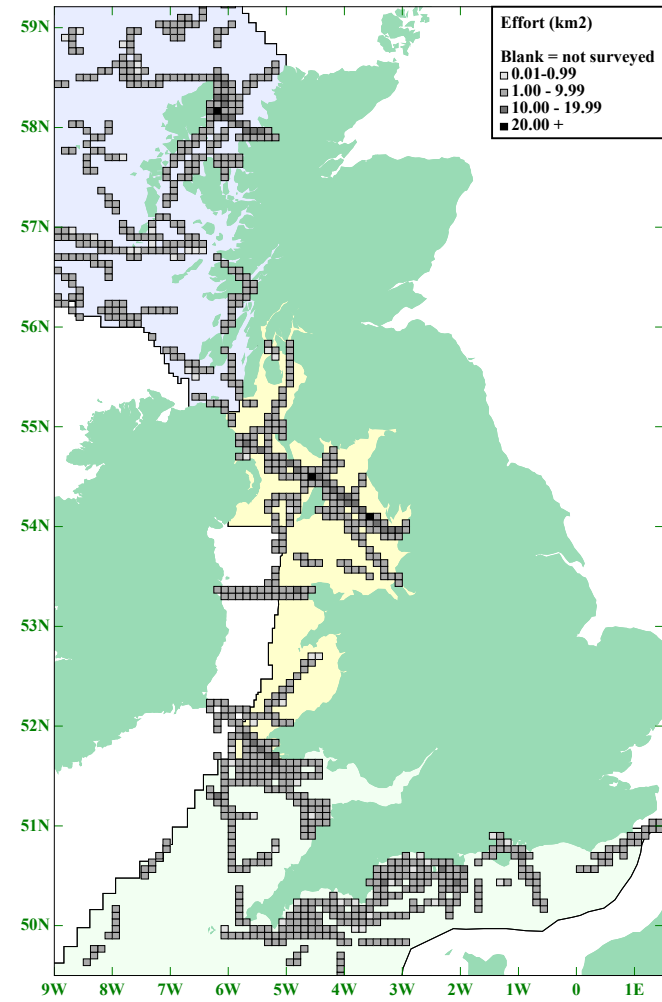 Effort (km2)
Blank = not surveyed
0.01-0.99
1.00 - 9.99
10.00 - 19.99
20.00 +
59N
58N
57N
56N
55N
54N
53N
52N
51N
50N
9W 8W 7W 6W 5W 4W 3W 2W 1W 0 1E